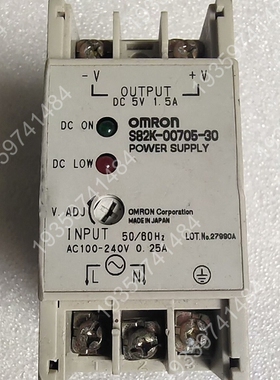 -V +V
OUTPUT
DC 5V 1.5A
DC ON
OMRON
S82K-00705-30
POWER SUPPLY
DC LOW
V. ADJ
OMRON Corporation
MADE IN JAPAN
INPUT 50/60Hz
LOT.No.27990A
AC100-240V 0.25A
L N
19359741484